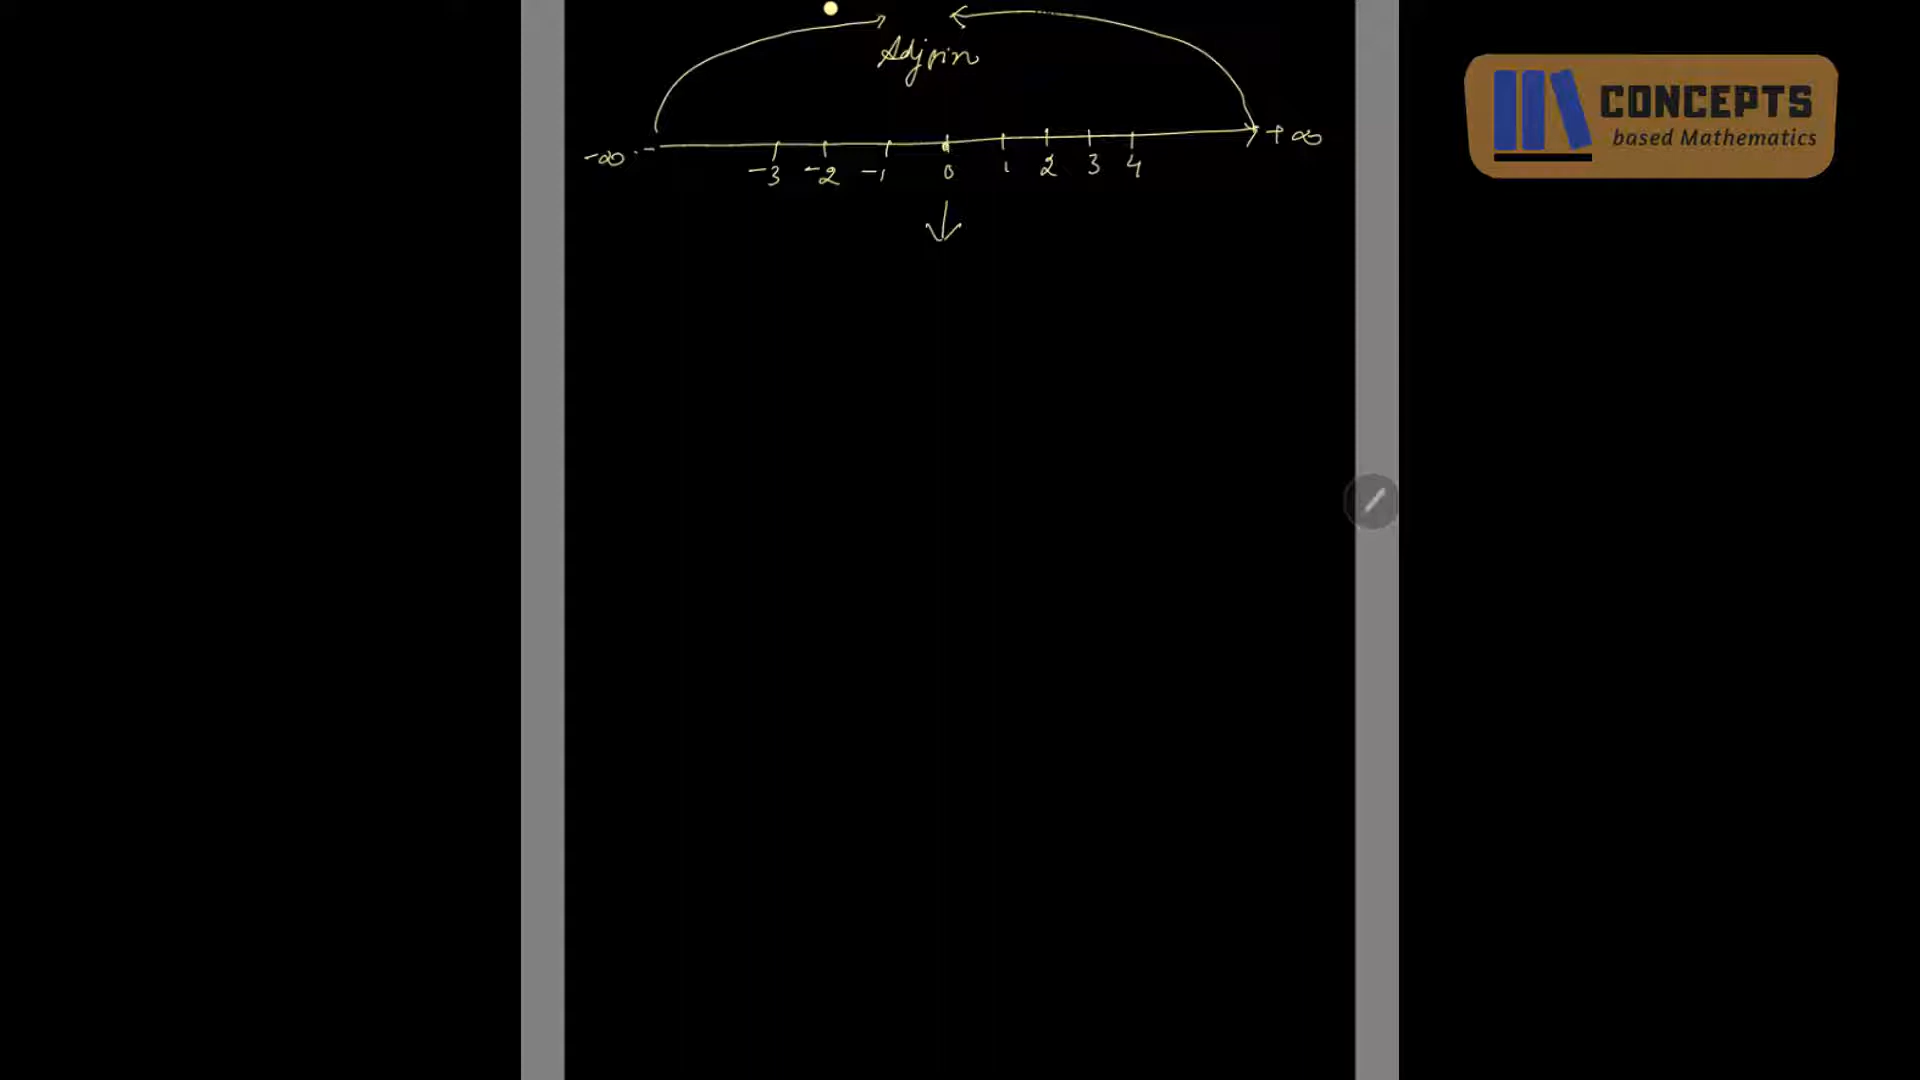 Adjoin
-∞ + ∞
-3 -2 -1 0 1 2 3 4
CONCEPTS
based Mathematics